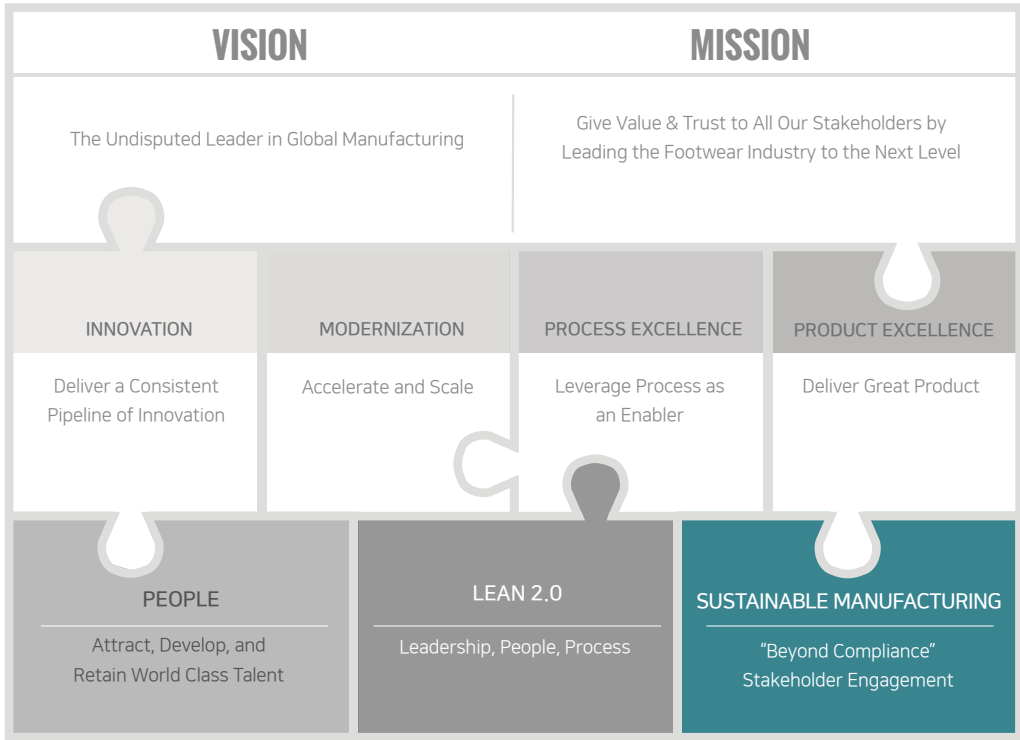 VISION
MISSION
The Undisputed Leader in Global Manufacturing
Give Value & Trust to All Our Stakeholders by
Leading the Footwear Industry to the Next Level
INNOVATION
Deliver a Consistent
Pipeline of Innovation
MODERNIZATION
Accelerate and Scale
PROCESS EXCELLENCE
Leverage Process as
an Enabler
PRODUCT EXCELLENCE
Deliver Great Product
PEOPLE
Attract, Develop, and
Retain World Class Talent
LEAN 2.0
Leadership, People, Process
SUSTAINABLE MANUFACTURING
“Beyond Compliance”
Stakeholder Engagement